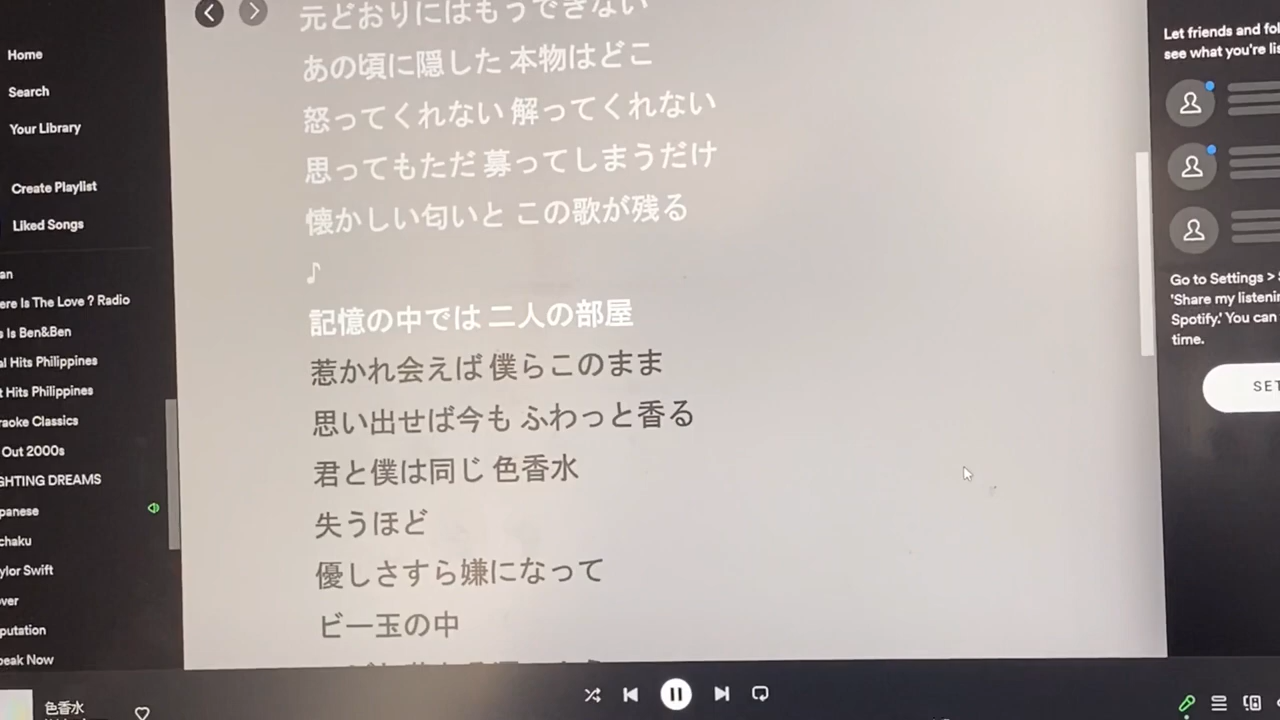 Home
Search
Your Library
Create Playlist
Liked Songs
an
ere Is The Love ? Radio
s Is Ben&Ben
al Hits Philippines
t Hits Philippines
raoke Classics
Out 2000s
GHTING DREAMS
panese
chaku
ylor Swift
over
putation
peak Now
元どおりにはもうできない
あの頃に隠した 本物はどこ
怒ってくれない 解ってくれない
思ってもただ 募ってしまうだけ
懐かしい匂いと この歌が残る
♪
記憶の中では 二人の部屋
惹かれ会えば 僕らこのまま
思い出せば今も ふわっと香る
君と僕は同じ 色香水
失うほど
優しさすら嫌になって
ビー玉の中
Let friends and fol
see what you're lis
Go to Settings > S
'Share my listenin
Spotify.' You can
time.
SET
色香水